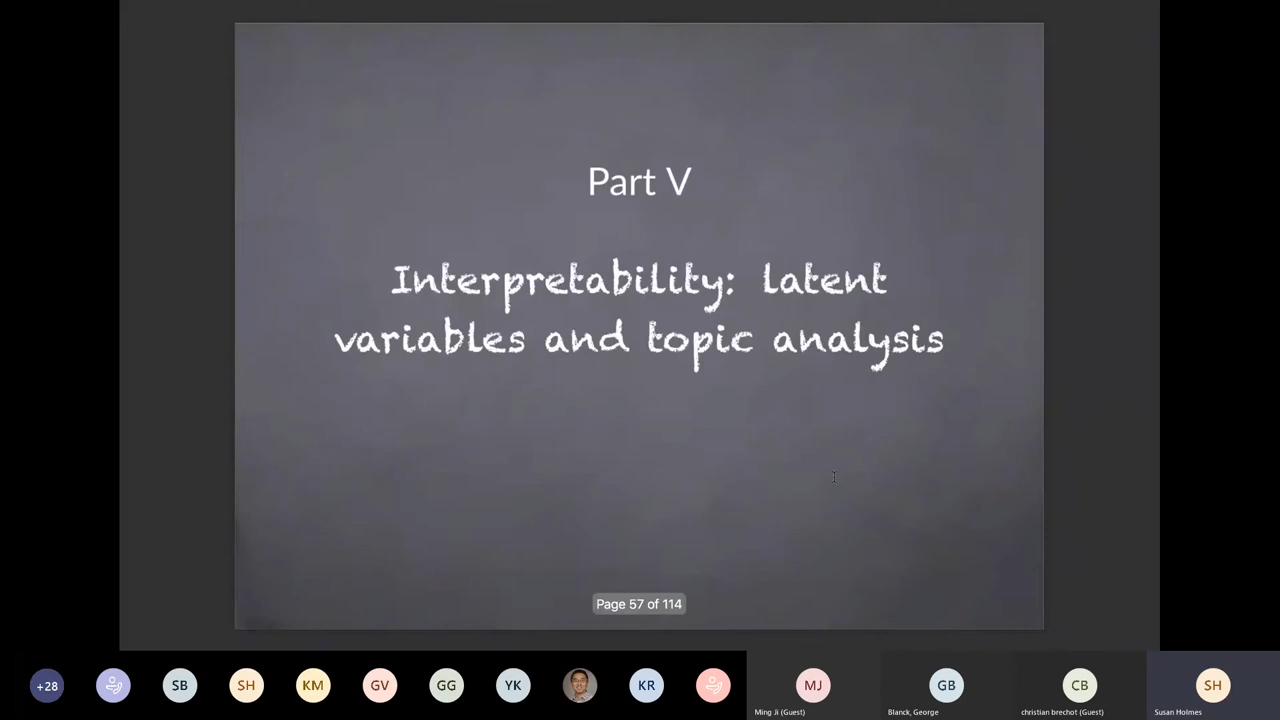 Part V
Interpretability: latent
variables and topic analysis
Page 57 of 114
+28
SB
SH
KM
GV
GG
YK
KR
MJ
GB
CB
SH
Ming Ji (Guest)
Blanck, George
christian brechot (Guest)
Susan Holmes